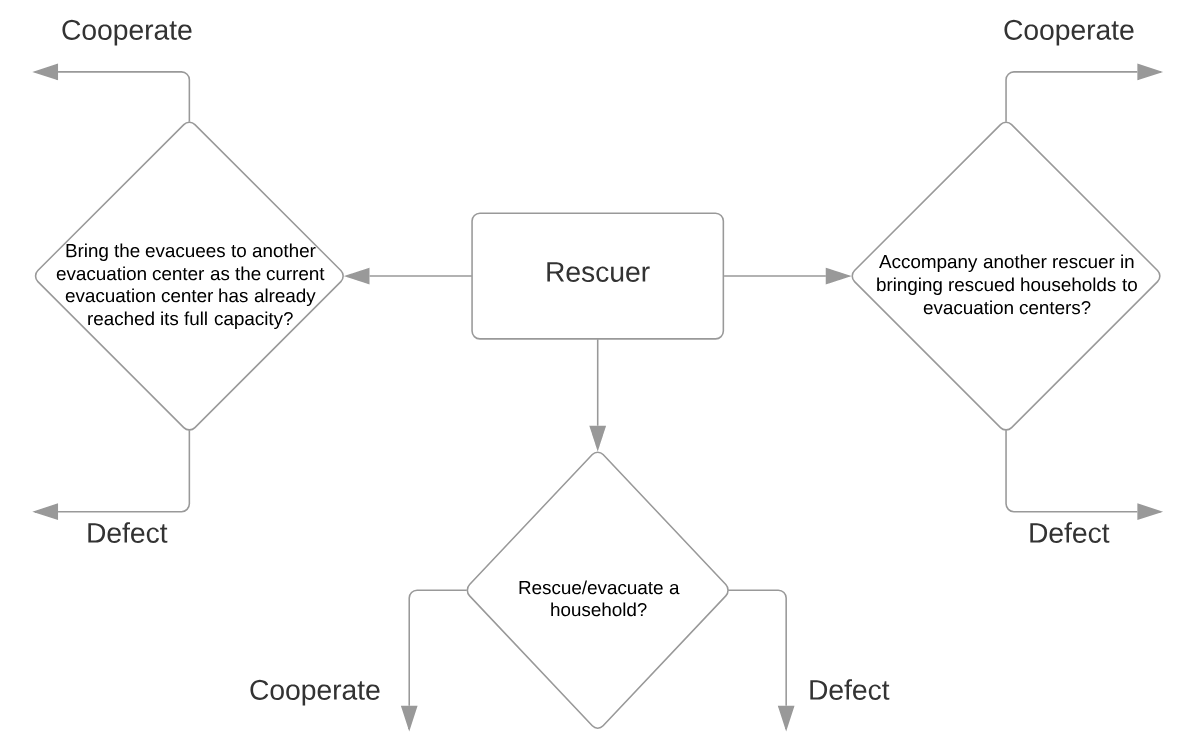 Cooperate
Cooperate
Bring the evacuees to another
evacuation center as the current
evacuation center has already
reached its full capacity?
Rescuer
Accompany another rescuer in
bringing rescued households to
evacuation centers?
Defect
Defect
Rescue/evacuate a
household?
Cooperate
Defect